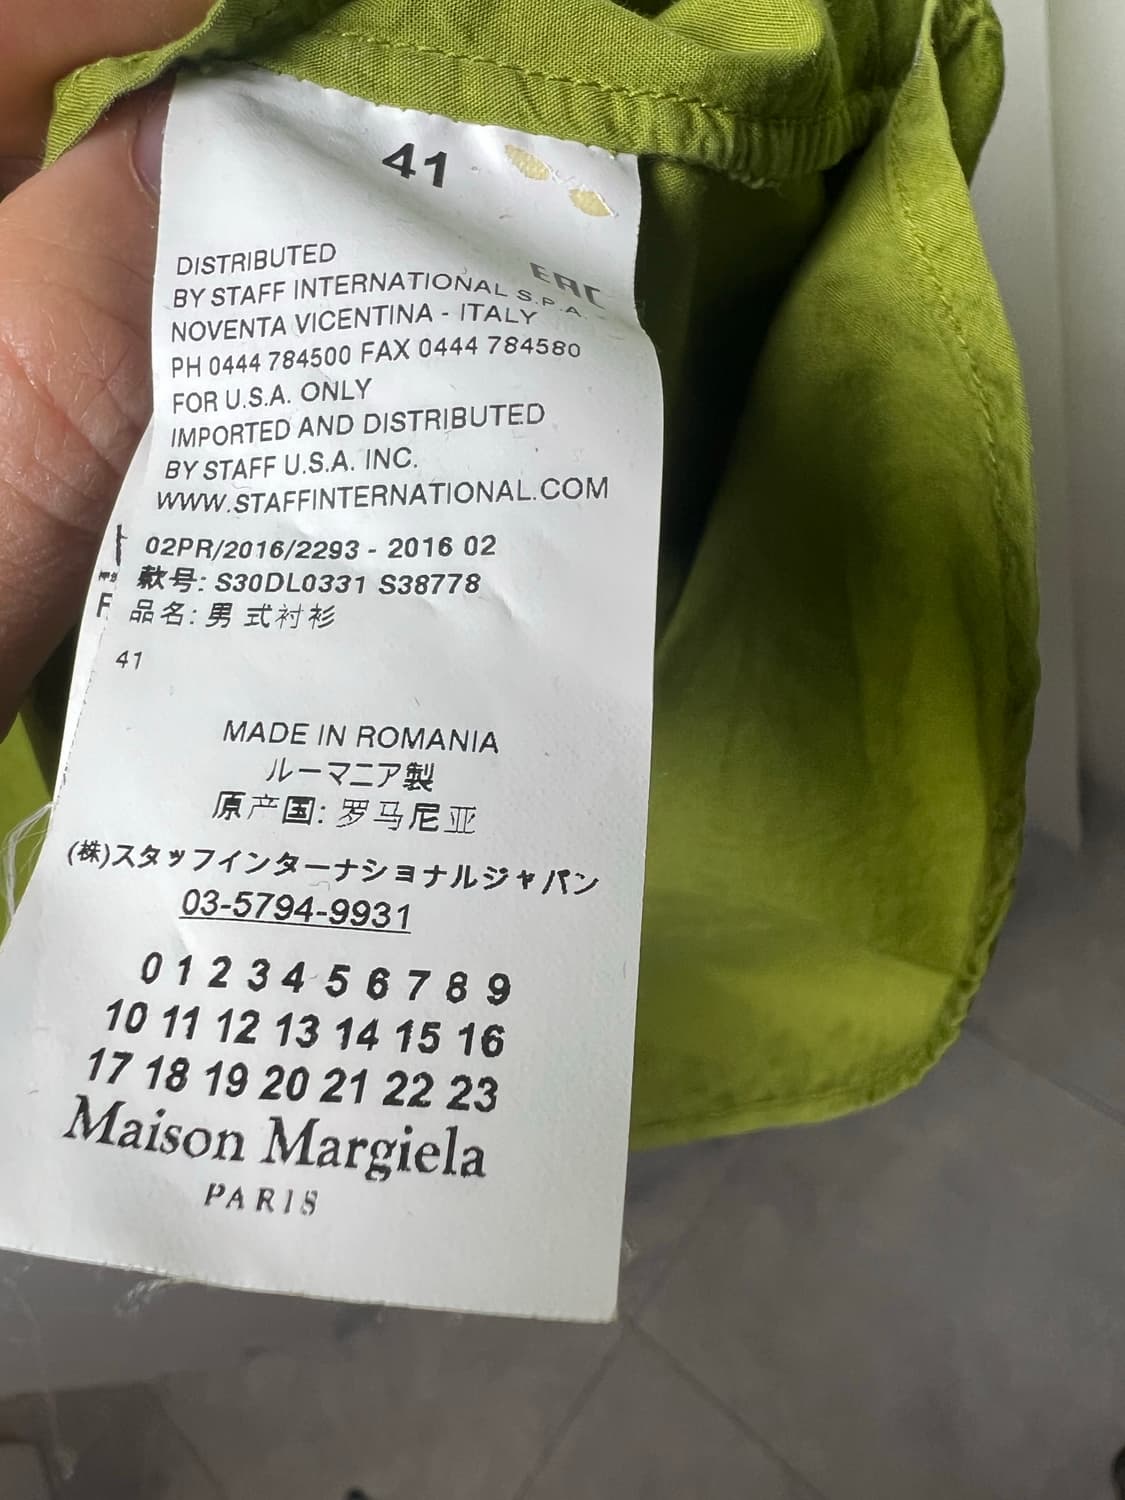 41
EAC
DISTRIBUTED
BY STAFF INTERNATIONAL S.P.A.
NOVENTA VICENTINA - ITALY
PH 0444 784500 FAX 0444 784580
FOR U.S.A. ONLY
IMPORTED AND DISTRIBUTED
BY STAFF U.S.A. INC.
WWW.STAFFINTERNATIONAL.COM
02PR/2016/2293 - 2016 02
款号: S30DL0331 S38778
品名: 男式衬衫
41
MADE IN ROMANIA
ルーマニア製
原产国: 罗马尼亚
(株)スタッフインターナショナルジャパン
03-5794-9931
0 1 2 3 4 5 6 7 8 9
10 11 12 13 14 15 16
17 18 19 20 21 22 23
Maison Margiela
PARIS